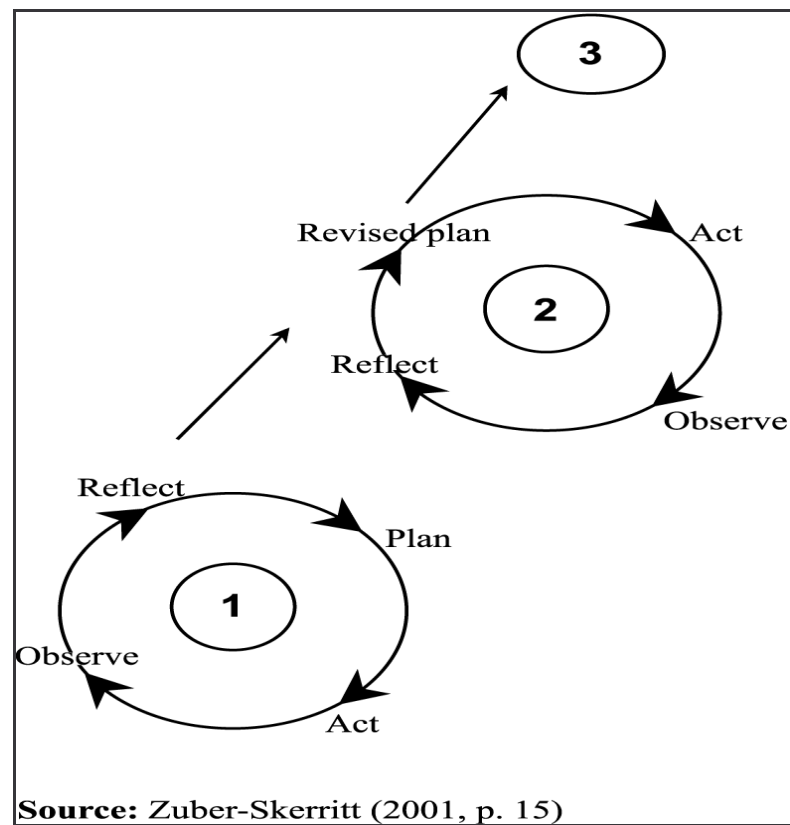 3
Revised plan
Act
2
Reflect
Observe
Reflect
Plan
1
Observe
Act
Source: Zuber-Skerritt (2001, p. 15)